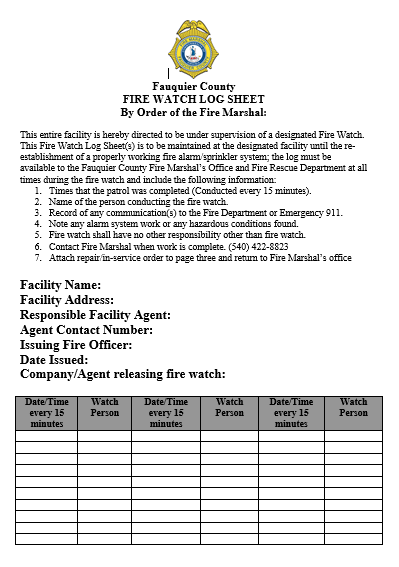 Fauquier County
FIRE WATCH LOG SHEET
By Order of the Fire Marshal:
This entire facility is hereby directed to be under supervision of a designated Fire Watch.
This Fire Watch Log Sheet(s) is to be maintained at the designated facility until the re-
establishment of a properly working fire alarm/sprinkler system; the log must be
available to the Fauquier County Fire Marshal's Office and Fire Rescue Department at all
times during the fire watch and include the following information:
1. Times that the patrol was completed (Conducted every 15 minutes).
2. Name of the person conducting the fire watch.
3. Record of any communication(s) to the Fire Department or Emergency 911.
4. Note any alarm system work or any hazardous conditions found.
5. Fire watch shall have no other responsibility other than fire watch.
6. Contact Fire Marshal when work is complete. (540) 422-8823
7. Attach repair/in-service order to page three and return to Fire Marshal's office
Facility Name:
Facility Address:
Responsible Facility Agent:
Agent Contact Number:
Issuing Fire Officer:
Date Issued:
Company/Agent releasing fire watch:
Date/Time Watch Date/Time Watch Date/Time Watch
every 15 Person every 15 Person every 15 Person
minutes minutes minutes